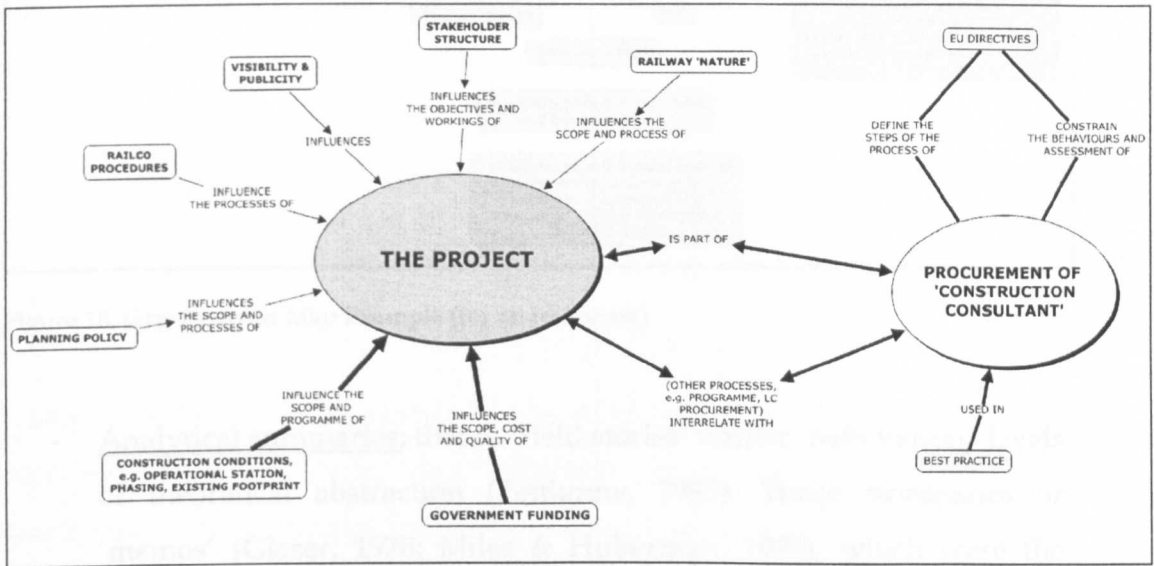 STAKEHOLDER
STRUCTURE
VISIBILITY &
PUBLICITY
RAILWAY 'NATURE'
EU DIRECTIVES
INFLUENCES
THE OBJECTIVES AND
WORKINGS OF
INFLUENCES THE
SCOPE AND PROCESS OF
INFLUENCES
DEFINE THE
STEPS OF THE
PROCESS OF
CONSTRAIN
THE BEHAVIOURS AND
ASSESSMENT OF
RAILCO
PROCEDURES
INFLUENCE
THE PROCESSES OF
THE PROJECT
IS PART OF
PROCUREMENT OF
'CONSTRUCTION
CONSULTANT'
INFLUENCES
THE SCOPE AND
PROCESSES OF
PLANNING POLICY
INFLUENCE THE
SCOPE AND
PROGRAMME OF
INFLUENCES
THE SCOPE, COST
AND QUALITY OF
(OTHER PROCESSES,
e.g. PROGRAMME, LC
PROCUREMENT)
INTERRELATE WITH
USED IN
BEST PRACTICE
CONSTRUCTION CONDITIONS,
e.g. OPERATIONAL STATION,
PHASING, EXISTING FOOTPRINT
GOVERNMENT FUNDING